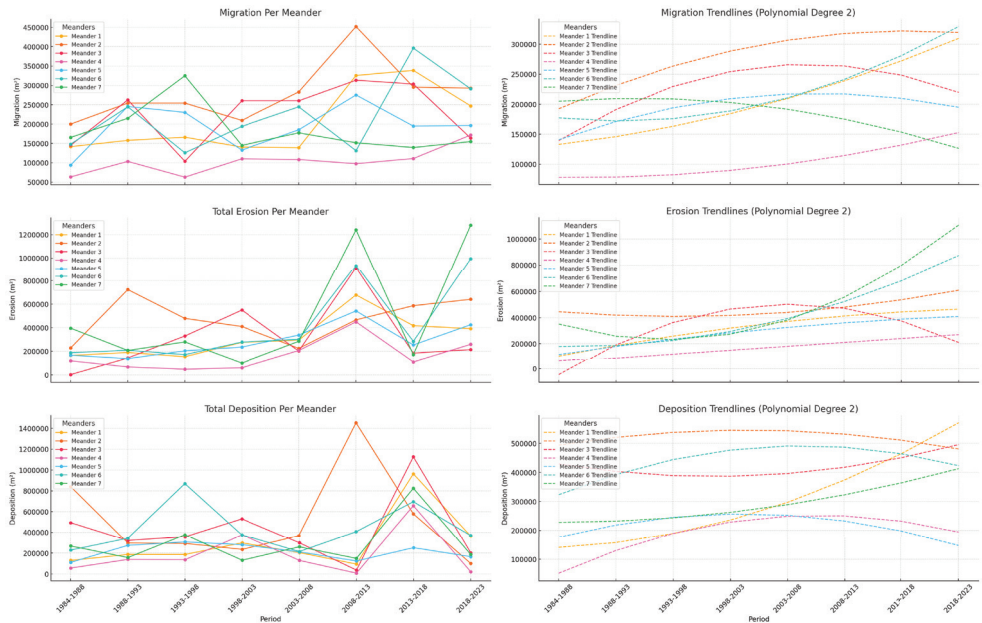 Migration Per Meander
Migration (m²)
450000
400000
350000
300000
250000
200000
150000
100000
50000
Meanders
Meander 1
Meander 2
Meander 3
Meander 4
Meander 5
Meander 6
Meander 7
Migration Trendlines (Polynomial Degree 2)
Migration (m²)
300000
250000
200000
150000
100000
Meanders
Meander 1 Trendline
Meander 2 Trendline
Meander 3 Trendline
Meander 4 Trendline
Meander 5 Trendline
Meander 6 Trendline
Meander 7 Trendline
Total Erosion Per Meander
Erosion (m²)
1200000
1000000
800000
600000
400000
200000
0
Meanders
Meander 1
Meander 2
Meander 3
Meander 4
Meander 5
Meander 6
Meander 7
Erosion Trendlines (Polynomial Degree 2)
Erosion (m²)
1000000
800000
600000
400000
200000
0
Meanders
Meander 1 Trendline
Meander 2 Trendline
Meander 3 Trendline
Meander 4 Trendline
Meander 5 Trendline
Meander 6 Trendline
Meander 7 Trendline
Total Deposition Per Meander
Deposition (m²)
1400000
1200000
1000000
800000
600000
400000
200000
0
Meanders
Meander 1
Meander 2
Meander 3
Meander 4
Meander 5
Meander 6
Meander 7
1984-1988
1988-1993
1993-1998
1998-2003
2003-2008
2008-2013
2013-2018
2018-2023
Period
Deposition Trendlines (Polynomial Degree 2)
Deposition (m²)
500000
400000
300000
200000
100000
Meanders
Meander 1 Trendline
Meander 2 Trendline
Meander 3 Trendline
Meander 4 Trendline
Meander 5 Trendline
Meander 6 Trendline
Meander 7 Trendline
1984-1988
1988-1993
1993-1998
1998-2003
2003-2008
2008-2013
2013-2018
2018-2023
Period